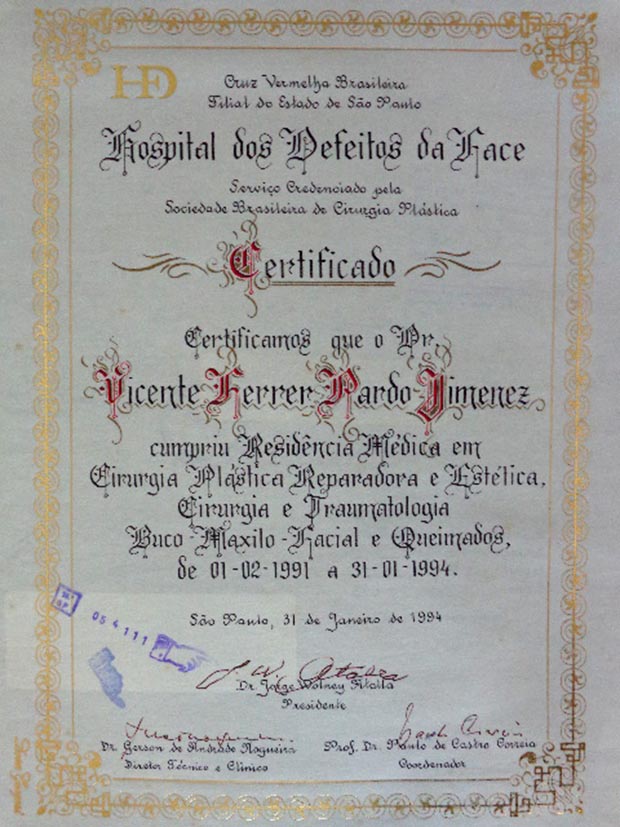 HFD
Cruz Vermelha Brasileira
Filial do Estado de São Paulo
Hospital dos Defeitos da Face
Serviço Credenciado pela
Sociedade Brasileira de Cirurgia Plástica
Certificado
Certificamos que o Dr.
Vicente Ferrer Pardo Jimenez
cumpriu Residência Médica em
Cirurgia Plástica Reparadora e Estética,
Cirurgia e Traumatologia
Buco-Maxilo-Facial e Queimados,
de 01-02-1991 a 31-01-1994.
São Paulo, 31 de Janeiro de 1994
054111
Dr. Jorge Wolney Atalla
Presidente
Dr. Gerson de Andrade Nogueira
Prof. Dr. Paulo de Castro Correia
Diretor Técnico e Clínico
Coordenador